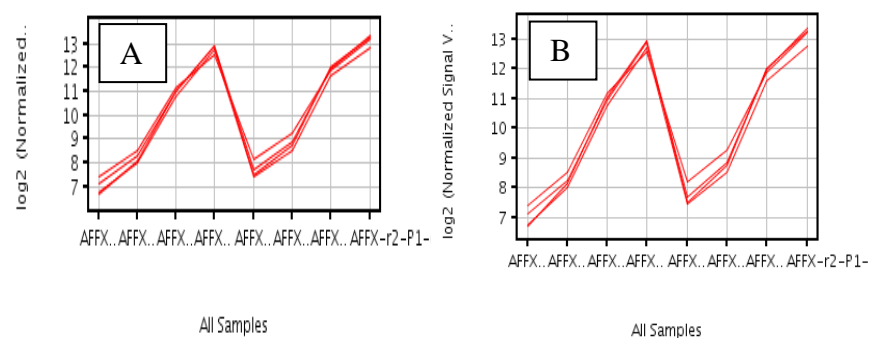 A
log2 (Normalized..
13
12
11
10
9
8
7
AFFX.. AFFX.. AFFX.. AFFX.. AFFX.. AFFX.. AFFX.. AFFX-r2-P1-
All Samples
B
log2 (Normalized Signal V..
13
12
11
10
9
8
7
AFFX.. AFFX.. AFFX.. AFFX.. AFFX.. AFFX.. AFFX.. AFFX-r2-P1-
All Samples